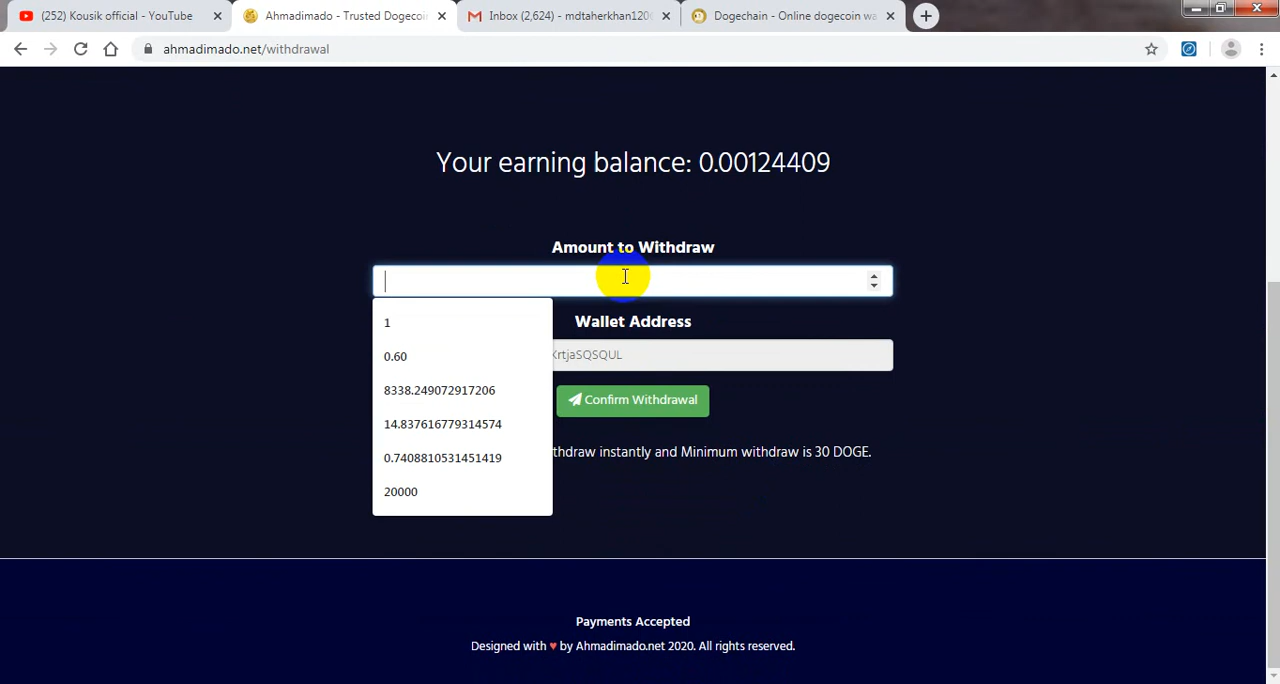 (252) Kousik official - YouTube
Ahmadimado - Trusted Dogecoin
Inbox (2,624) - mdtaherkhan120
Dogechain - Online dogecoin wa
ahmadimado.net/withdrawal
Your earning balance: 0.00124409
Amount to Withdraw
1
0.60
8338.249072917206
14.837616779314574
0.7408810531451419
20000
Wallet Address
KrtjaSQSQUL
Confirm Withdrawal
thdraw instantly and Minimum withdraw is 30 DOGE.
Payments Accepted
Designed with ♥ by Ahmadimado.net 2020. All rights reserved.